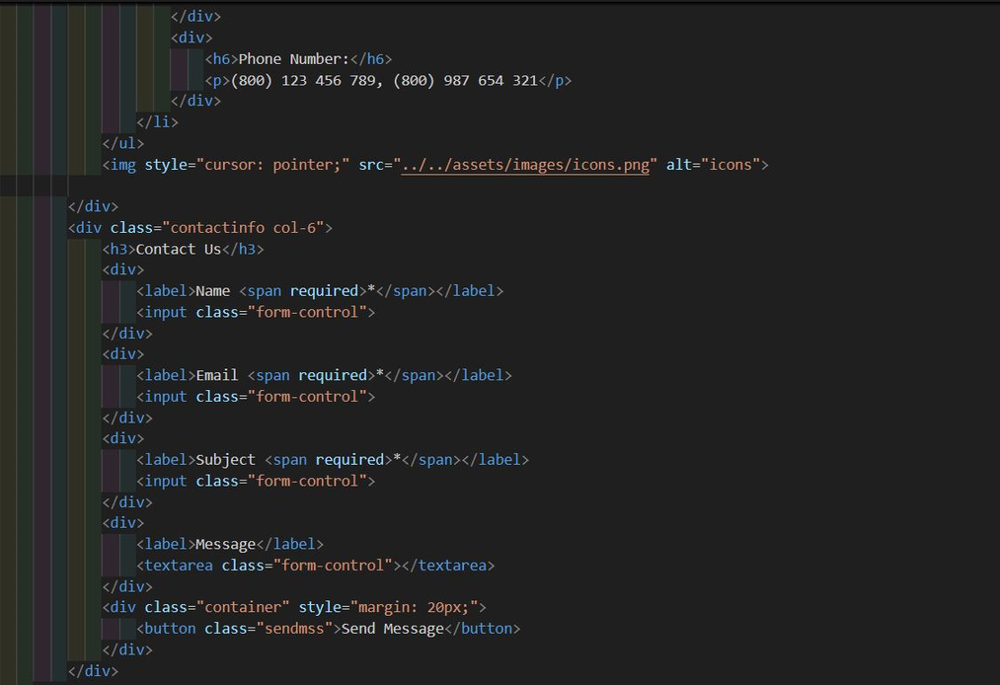 </div>
<div>
<h6>Phone Number:</h6>
<p>(800) 123 456 789, (800) 987 654 321</p>
</div>
</li>
</ul>
<img style="cursor: pointer;" src="../../assets/images/icons.png" alt="icons">
</div>
<div class="contactinfo col-6">
<h3>Contact Us</h3>
<div>
<label>Name <span required>*</span></label>
<input class="form-control">
</div>
<div>
<label>Email <span required>*</span></label>
<input class="form-control">
</div>
<div>
<label>Subject <span required>*</span></label>
<input class="form-control">
</div>
<div>
<label>Message</label>
<textarea class="form-control"></textarea>
</div>
<div class="container" style="margin: 20px;">
<button class="sendmss">Send Message</button>
</div>
</div>